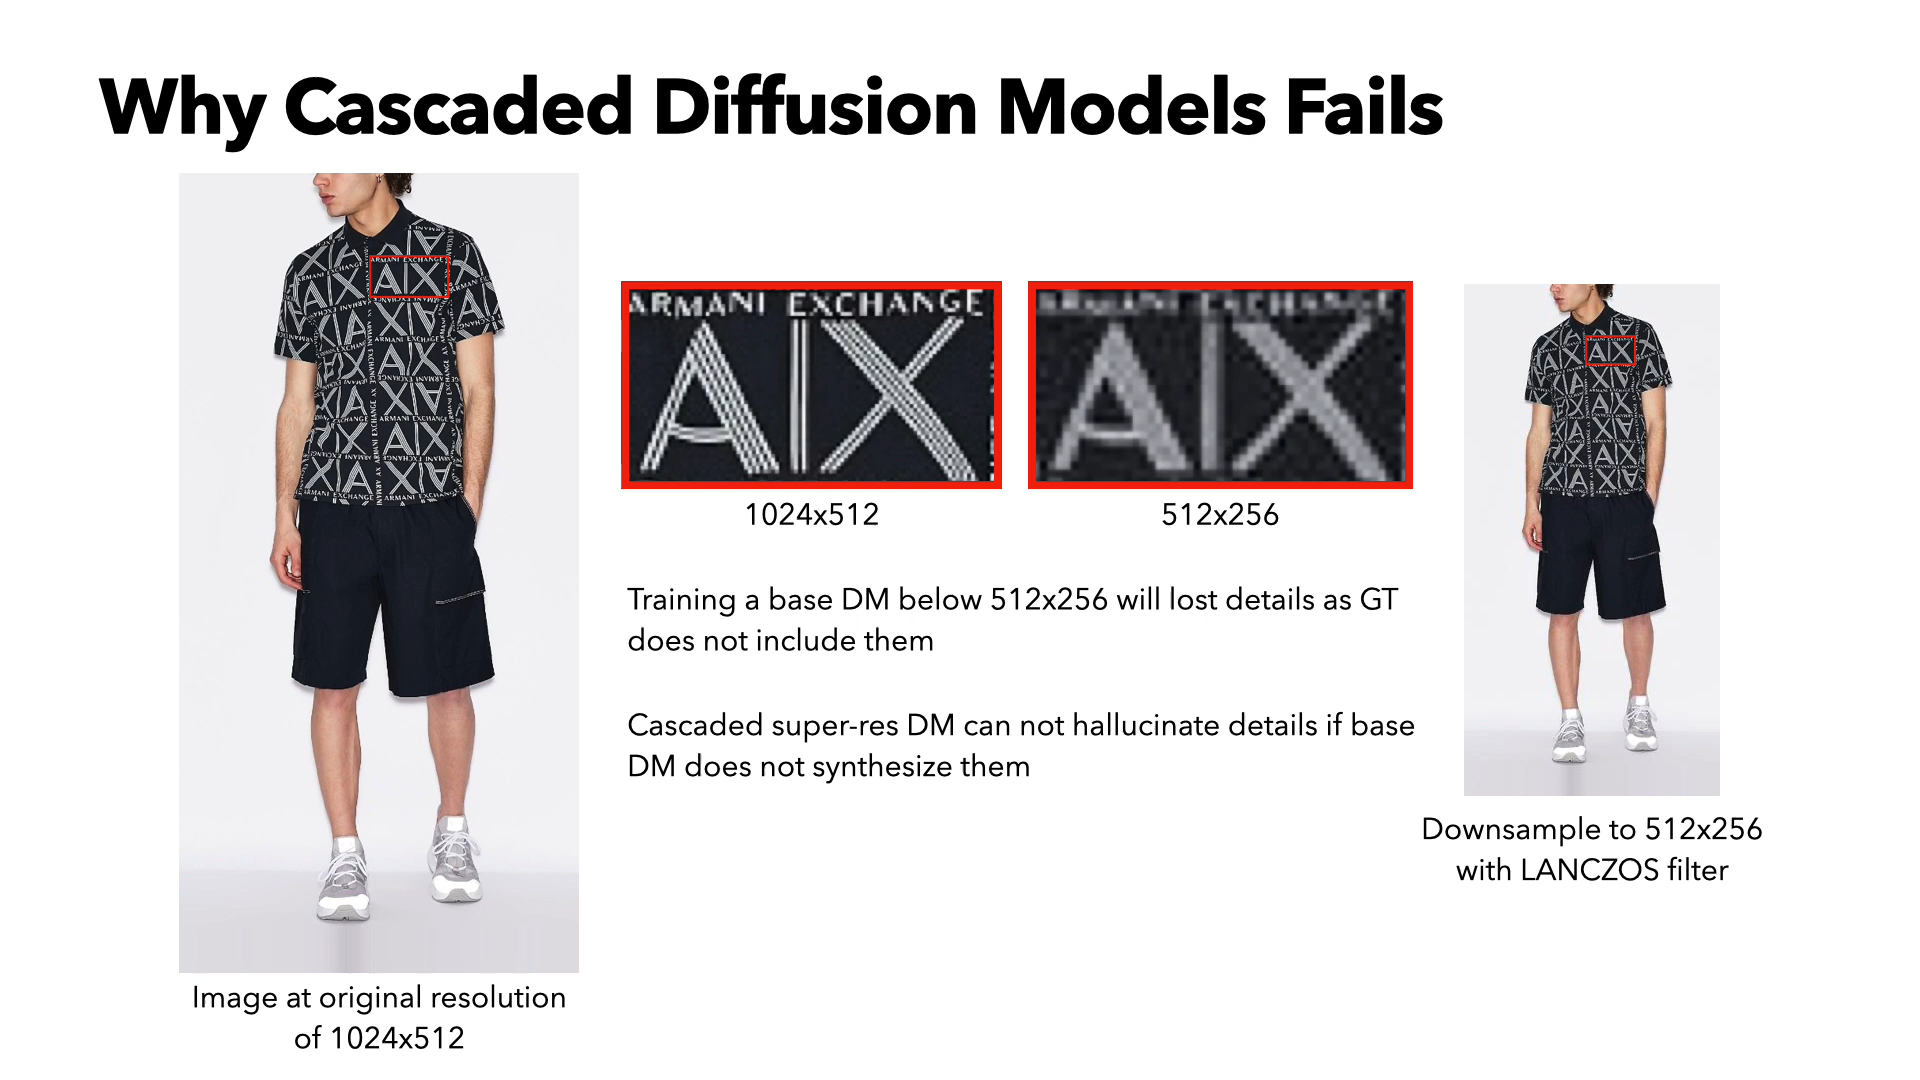 Why Cascaded Diffusion Models Fails
ARMANI EXCHANGE
A|X
1024x512
ARMANI EXCHANGE
A|X
512x256
Training a base DM below 512x256 will lost details as GT
does not include them
Cascaded super-res DM can not hallucinate details if base
DM does not synthesize them
Image at original resolution
of 1024x512
Downsample to 512x256
with LANCZOS filter